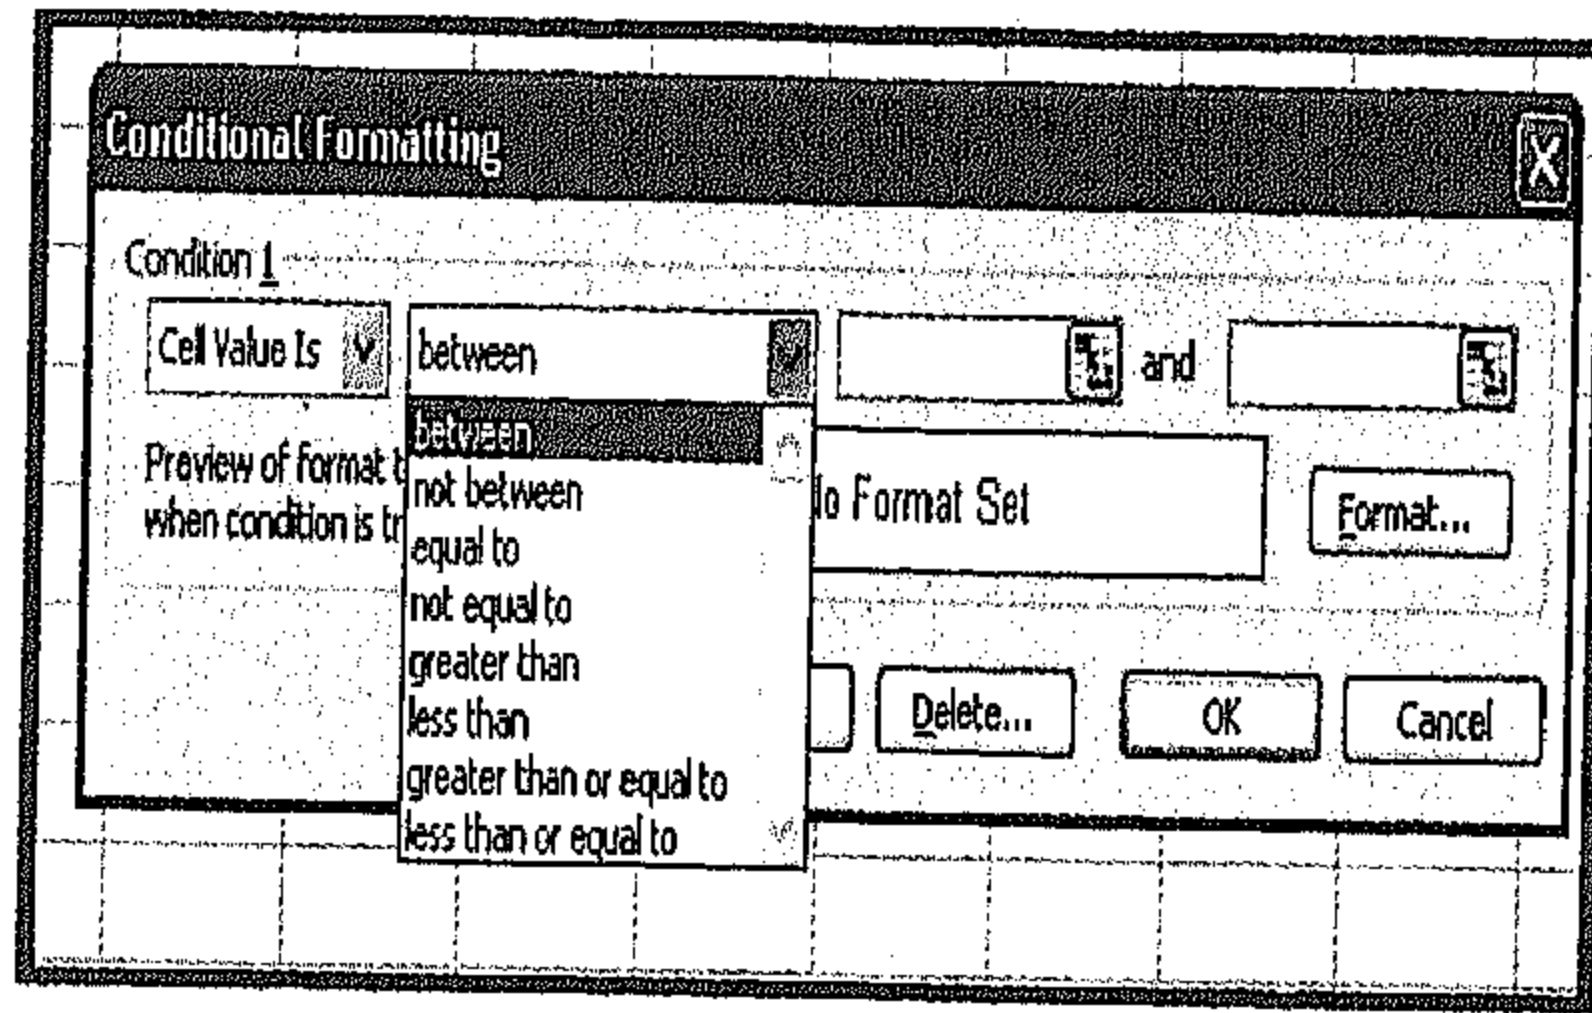 Conditional Formatting
Condition 1
Cell Value Is between and
between
not between
equal to
not equal to
greater than
less than
greater than or equal to
less than or equal to
Preview of format
when condition is
Format Set
Format...
Delete... OK Cancel